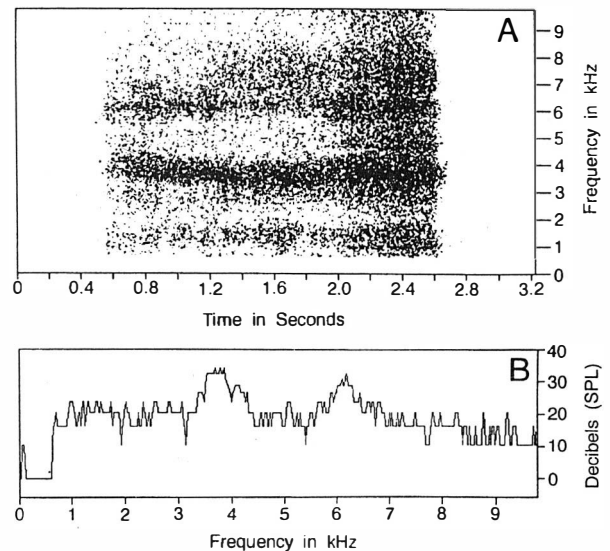 A
9
8
7
6
5
4
3
2
1
0
Frequency in kHz
0 0.4 0.8 1.2 1.6 2.0 2.4 2.8 3.2
Time in Seconds
B
40
30
20
10
0
Decibels (SPL)
0 1 2 3 4 5 6 7 8 9
Frequency in kHz